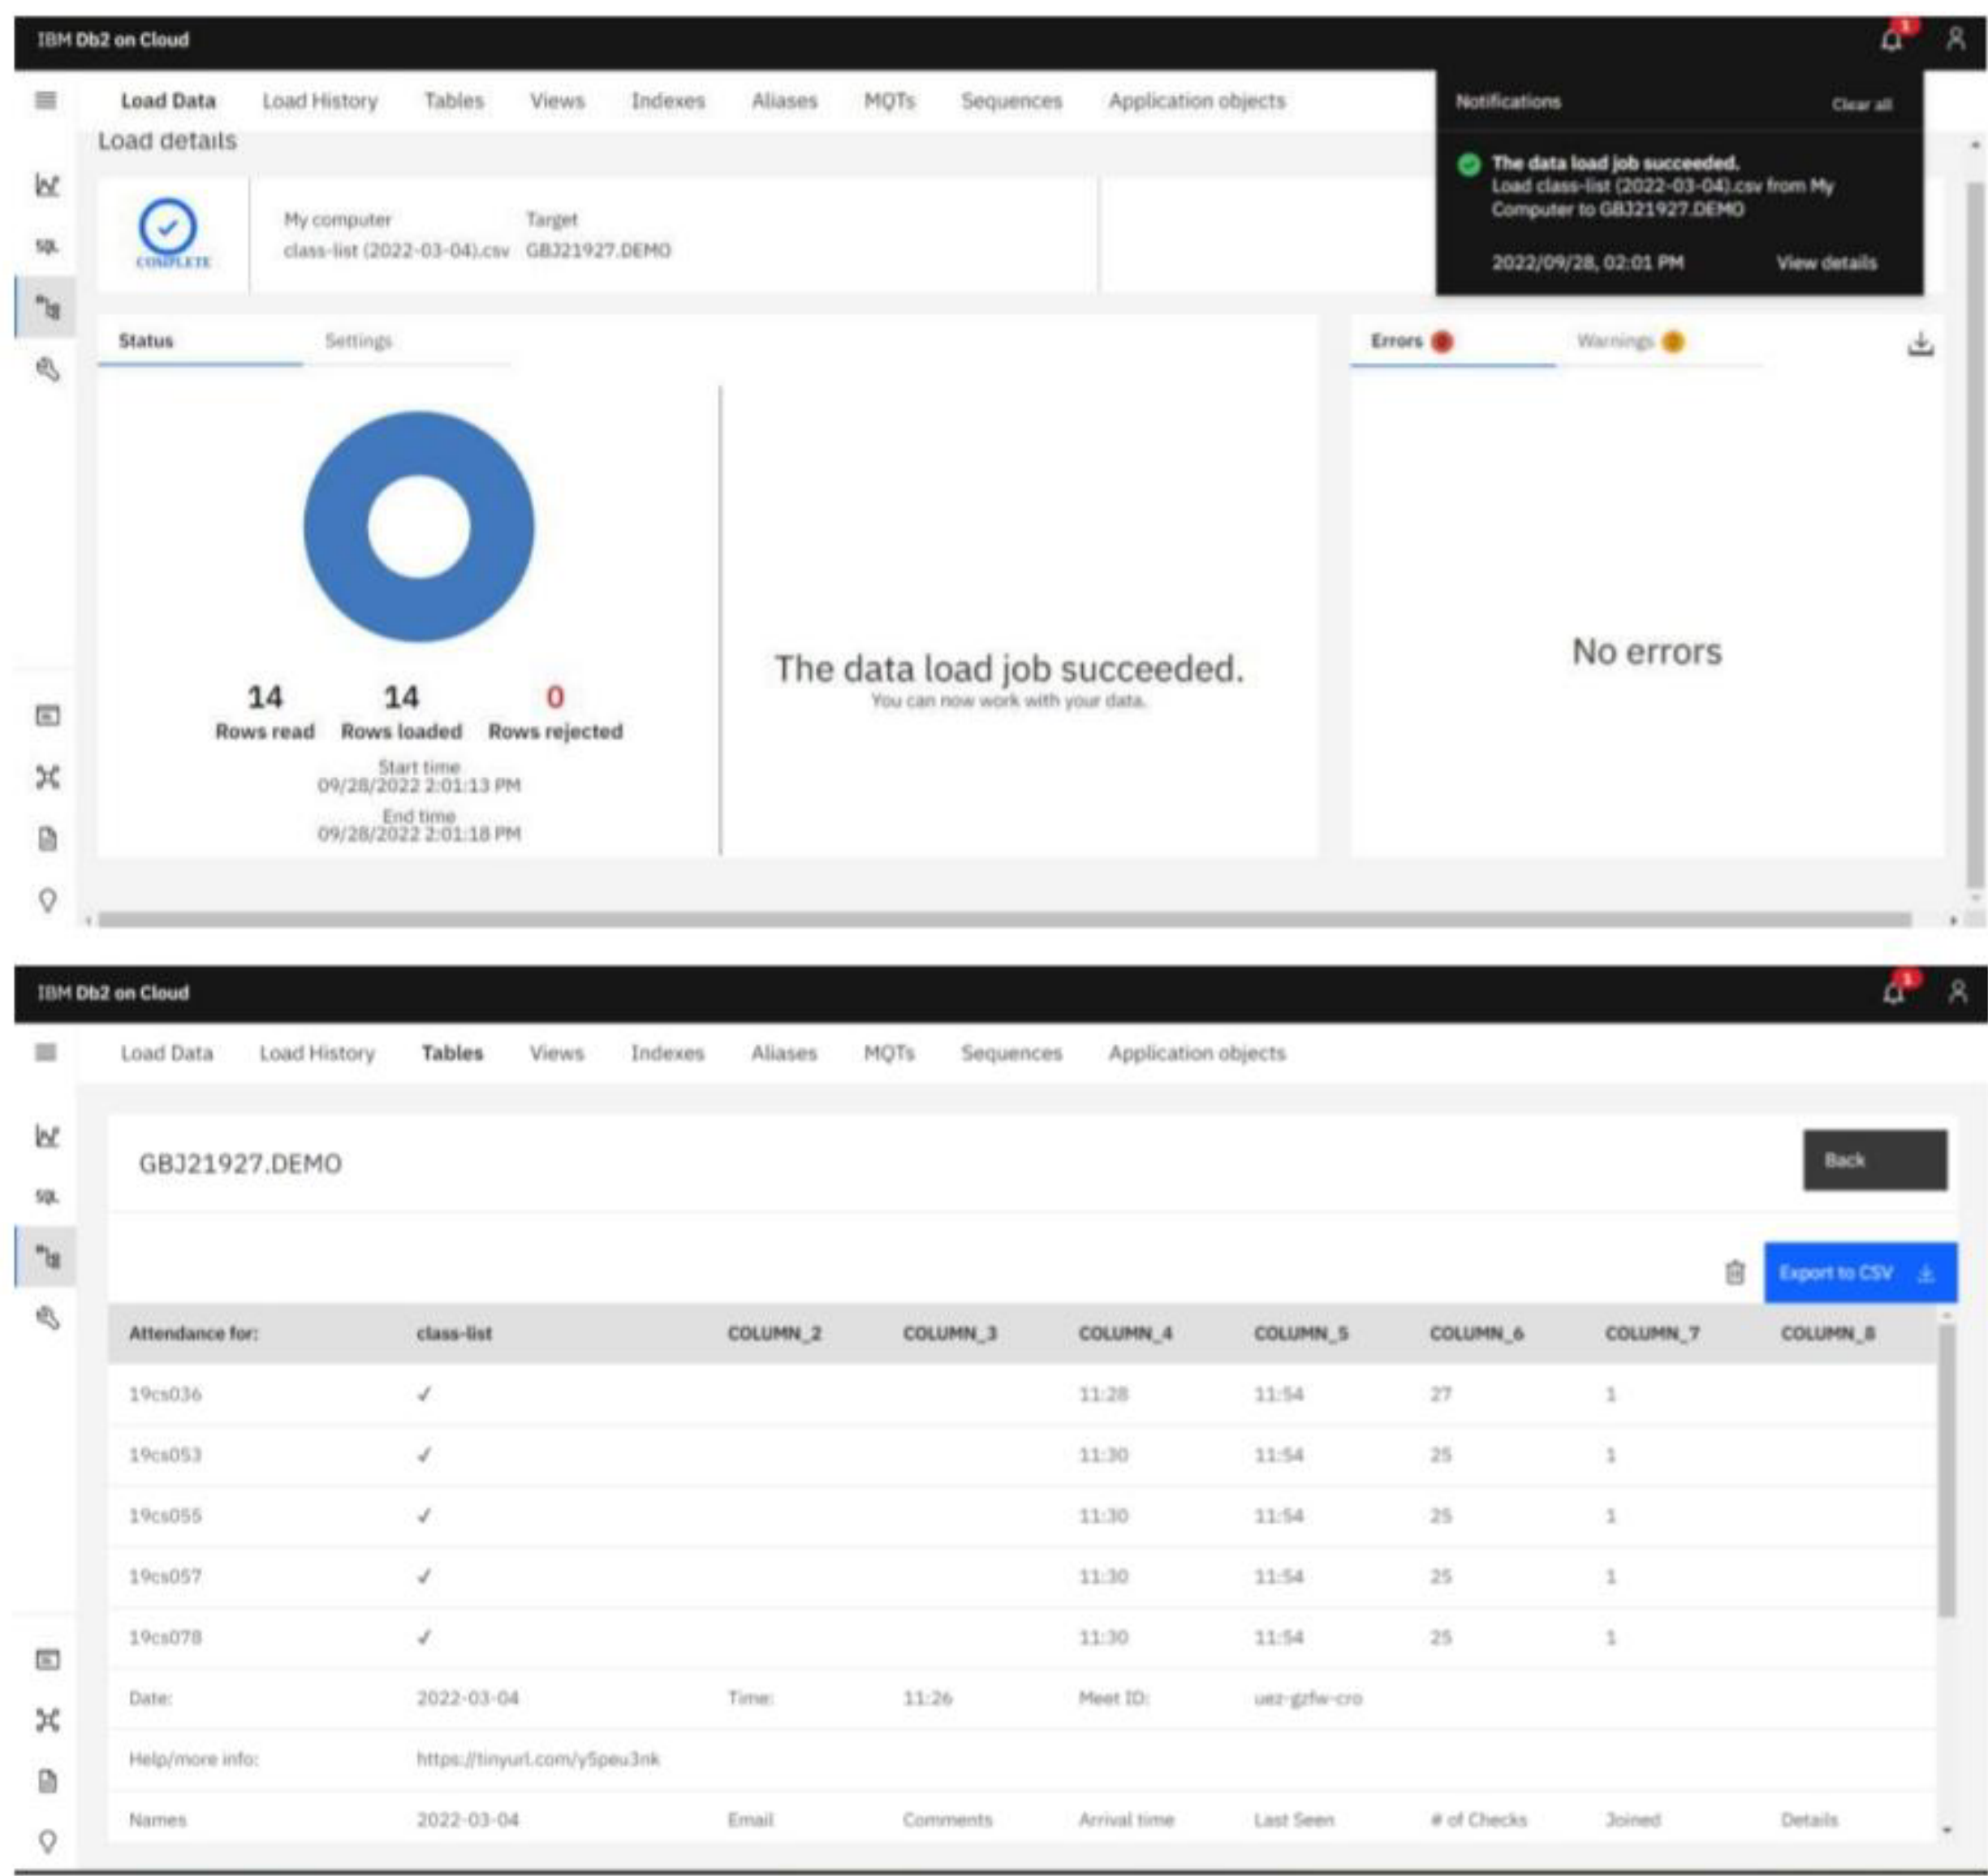 IBM Db2 on Cloud
1
Load Data Load History Tables Views Indexes Aliases MQTs Sequences Application objects
Notifications Clear all
Load details
The data load job succeeded.
Load class-list (2022-03-04).csv from My
Computer to GBJ21927.DEMO
2022/09/28, 02:01 PM View details
COMPLETE
My computer Target
class-list (2022-03-04).csv GBJ21927.DEMO
SQL
Status Settings
Errors Warnings
14 14 0
Rows read Rows loaded Rows rejected
Start time
09/28/2022 2:01:13 PM
End time
09/28/2022 2:01:18 PM
The data load job succeeded.
You can now work with your data.
No errors
IBM Db2 on Cloud
1
Load Data Load History Tables Views Indexes Aliases MQTs Sequences Application objects
GBJ21927.DEMO
Back
SQL
Export to CSV
Attendance for: class-list COLUMN_2 COLUMN_3 COLUMN_4 COLUMN_5 COLUMN_6 COLUMN_7 COLUMN_8
19cs036 ✓ 11:28 11:54 27 1
19cs053 ✓ 11:30 11:54 25 1
19cs055 ✓ 11:30 11:54 25 1
19cs057 ✓ 11:30 11:54 25 1
19cs078 ✓ 11:30 11:54 25 1
Date: 2022-03-04 Time: 11:26 Meet ID: uez-gzfw-cro
Help/more info: https://tinyurl.com/y5peu3nk
Names 2022-03-04 Email Comments Arrival time Last Seen # of Checks Joined Details